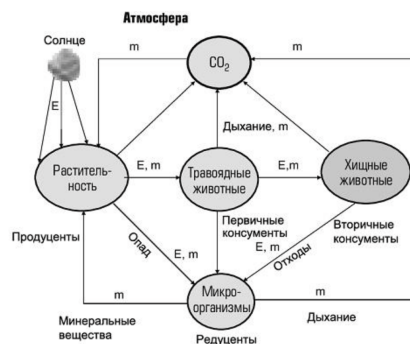 Атмосфера
Солнце
m
m
CO₂
E
Дыхание, m
Раститель-
ность
E, m
Травоядные
животные
E,m
Хищные
животные
Первичные
консументы
Вторичные
консументы
Продуценты
Опад
E, m
E, m
Отходы
m
Микро-
организмы
m
Минеральные
вещества
Дыхание
Редуценты